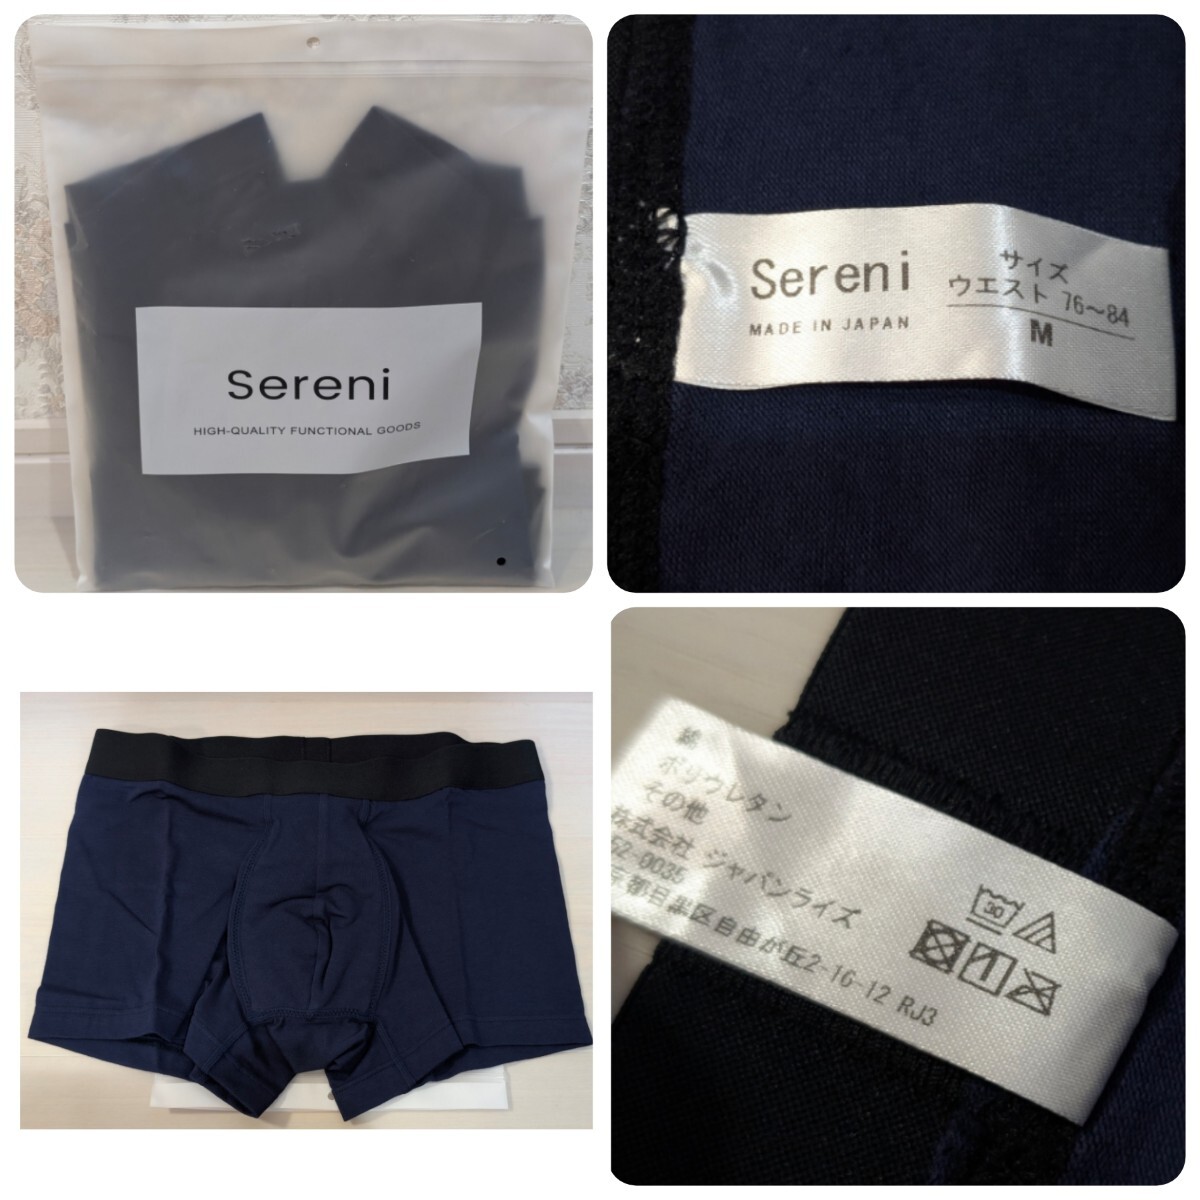 Sereni
HIGH-QUALITY FUNCTIONAL GOODS
Sereni
MADE IN JAPAN
サイズ
ウエスト 76～84
M
綿
ポリウレタン
その他
株式会社 ジャパンライズ
52-0035
都目黒区自由が丘2-16-12 RJ3
30